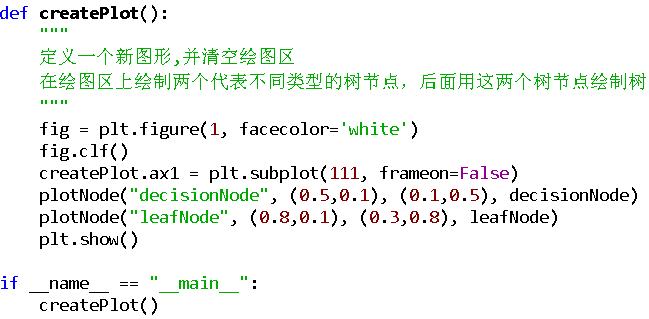 def createPlot():
    """
    定义一个新图形,并清空绘图区
    在绘图区上绘制两个代表不同类型的树节点，后面用这两个树节点绘制树
    """
    fig = plt.figure(1, facecolor='white')
    fig.clf()
    createPlot.ax1 = plt.subplot(111, frameon=False)
    plotNode("decisionNode", (0.5,0.1), (0.1,0.5), decisionNode)
    plotNode("leafNode", (0.8,0.1), (0.3,0.8), leafNode)
    plt.show()
if __name__ == "__main__":
    createPlot()